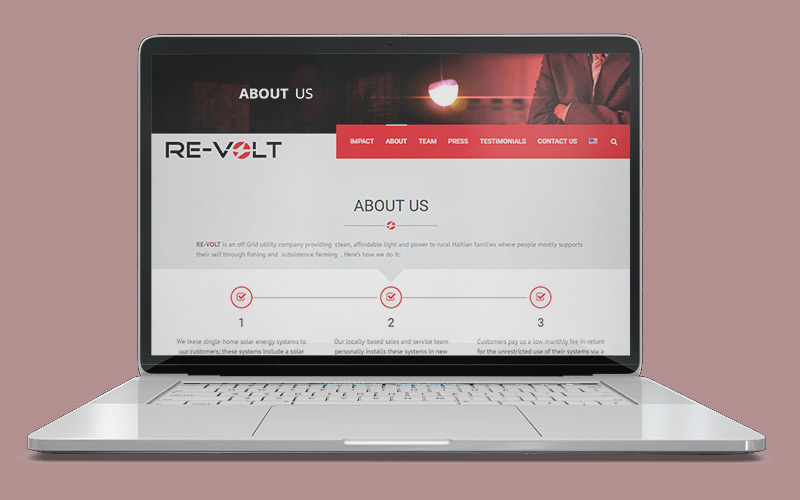 ABOUT US
RE-VOLT
IMPACT ABOUT TEAM PRESS TESTIMONIALS CONTACT US
ABOUT US
RE-VOLT is an off Grid utility company providing clean, affordable light and power to rural Haitian families where people mostly supports
their self through fishing and subsistence farming . Here's how we do it:
1 2 3
We lease single-home solar energy systems to
our customers; these systems include a solar
Our locally-based sales and service team
personally installs these systems in new
Customers pay us a low monthly fee in return
for the unrestricted use of their systems via a